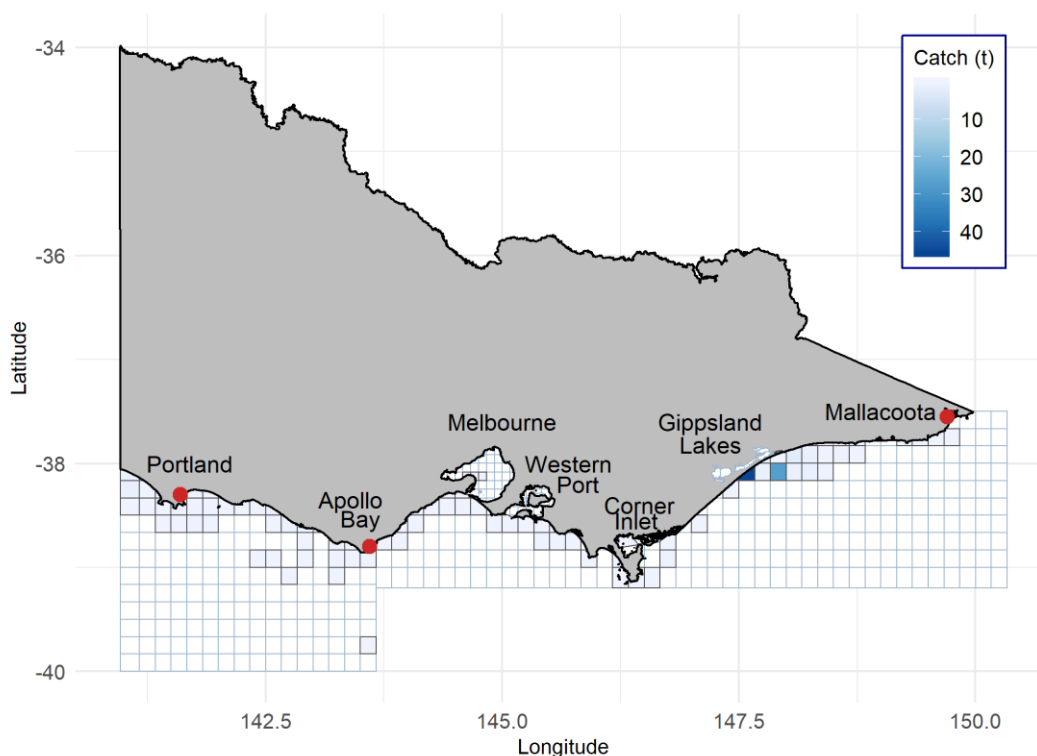 -34
-36
-38
-40
Latitude
Catch (t)
10
20
30
40
Melbourne
Gippsland
Lakes
Mallacoota
Portland
Western
Port
Apollo
Bay
Corner
Inlet
142.5
145.0
147.5
150.0
Longitude